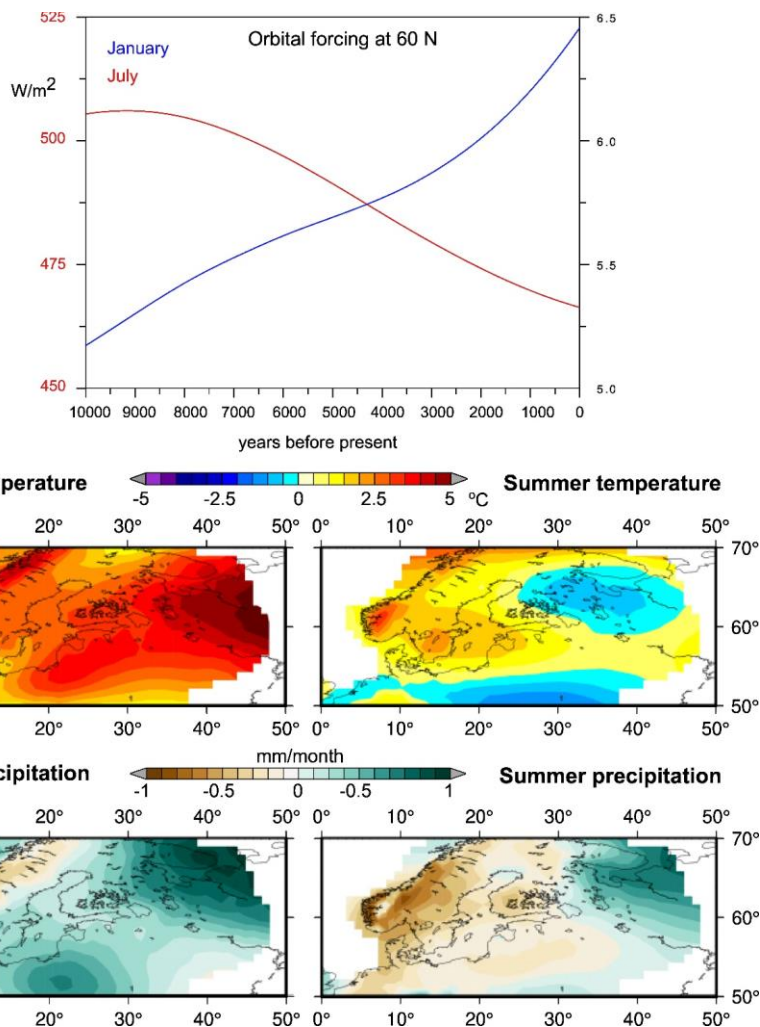 525
6.5
Orbital forcing at 60 N
January
July
W/m2
500
6.0
475
5.5
450
5.0
10000 9000 8000 7000 6000 5000 4000 3000 2000 1000 0
years before present
perature
-5 -2.5 0 2.5 5 ºC
Summer temperature
20° 30° 40° 50° 0° 10° 20° 30° 40° 50°
70°
60°
50°
20° 30° 40° 50° 0° 10° 20° 30° 40° 50°
cipitation
mm/month
-1 -0.5 0 -0.5 1
Summer precipitation
20° 30° 40° 50° 0° 10° 20° 30° 40° 50°
70°
60°
50°
20° 30° 40° 50° 0° 10° 20° 30° 40° 50°